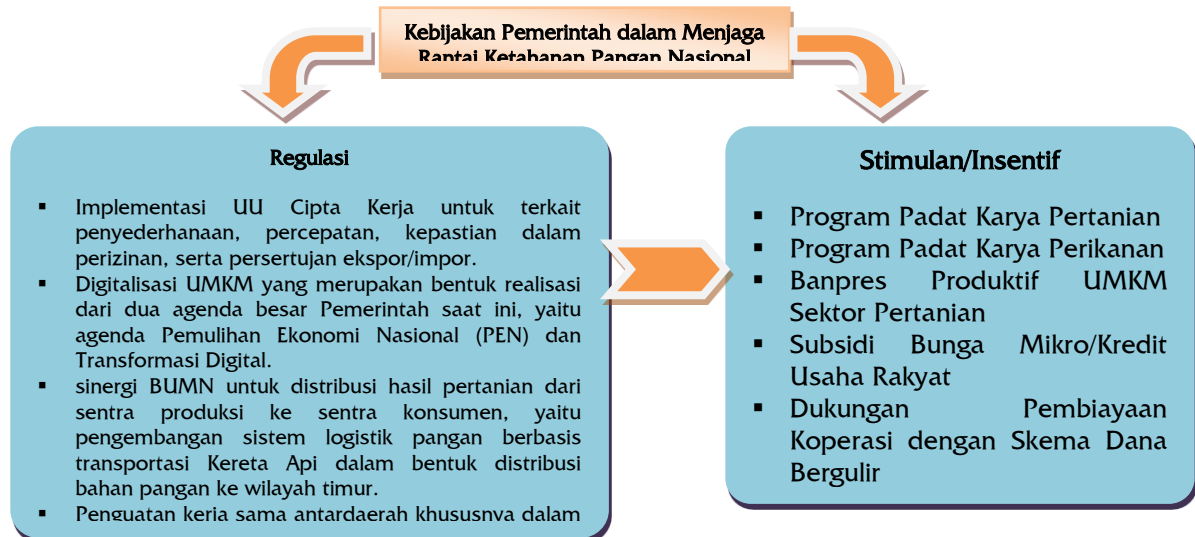 Kebijakan Pemerintah dalam Menjaga
Rantai Ketahanan Pangan Nasional
Regulasi
▪ Implementasi UU Cipta Kerja untuk terkait
penyederhanaan, percepatan, kepastian dalam
perizinan, serta persertujan ekspor/impor.
▪ Digitalisasi UMKM yang merupakan bentuk realisasi
dari dua agenda besar Pemerintah saat ini, yaitu
agenda Pemulihan Ekonomi Nasional (PEN) dan
Transformasi Digital.
▪ sinergi BUMN untuk distribusi hasil pertanian dari
sentra produksi ke sentra konsumen, yaitu
pengembangan sistem logistik pangan berbasis
transportasi Kereta Api dalam bentuk distribusi
bahan pangan ke wilayah timur.
▪ Penguatan kerja sama antardaerah khususnya dalam
Stimulan/Insentif
▪ Program Padat Karya Pertanian
▪ Program Padat Karya Perikanan
▪ Banpres Produktif UMKM
Sektor Pertanian
▪ Subsidi Bunga Mikro/Kredit
Usaha Rakyat
▪ Dukungan Pembiayaan
Koperasi dengan Skema Dana
Bergulir